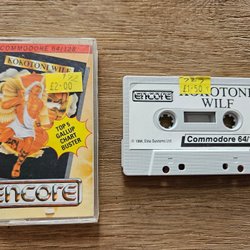 COMMODORE 64/128
KOKOTONI WILF
£2.00
TOP 5
GALLUP
CHART
BUSTER
encore
£1.50
encore
KOKOTONI
WILF
Elite Systems Ltd
Commodore 64/